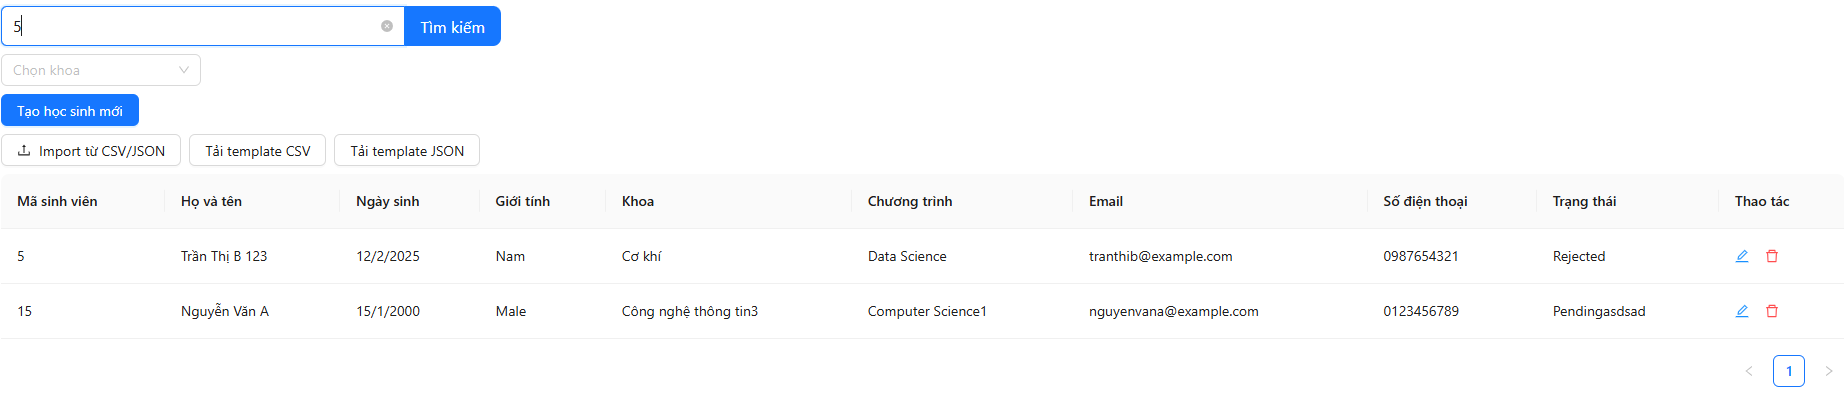 5
Tìm kiếm
Chọn khoa
Tạo học sinh mới
Import từ CSV/JSON Tải template CSV Tải template JSON
Mã sinh viên Họ và tên Ngày sinh Giới tính Khoa Chương trình Email Số điện thoại Trạng thái Thao tác
5 Trần Thị B 123 12/2/2025 Nam Cơ khí Data Science tranthib@example.com 0987654321 Rejected
15 Nguyễn Văn A 15/1/2000 Male Công nghệ thông tin3 Computer Science1 nguyenvana@example.com 0123456789 Pendingasdsad
1